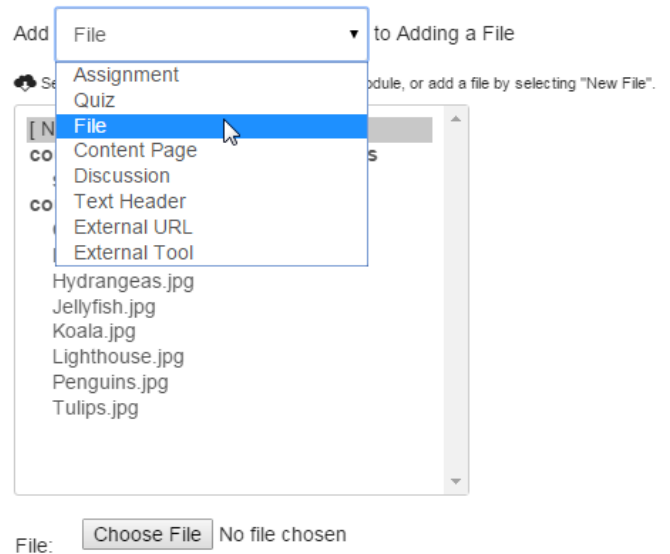 Add File to Adding a File
Assignment
Se odule, or add a file by selecting "New File".
Quiz
[ N File
co Content Page s
Discussion
co Text Header
External URL
External Tool
Hydrangeas.jpg
Jellyfish.jpg
Koala.jpg
Lighthouse.jpg
Penguins.jpg
Tulips.jpg
File: Choose File No file chosen